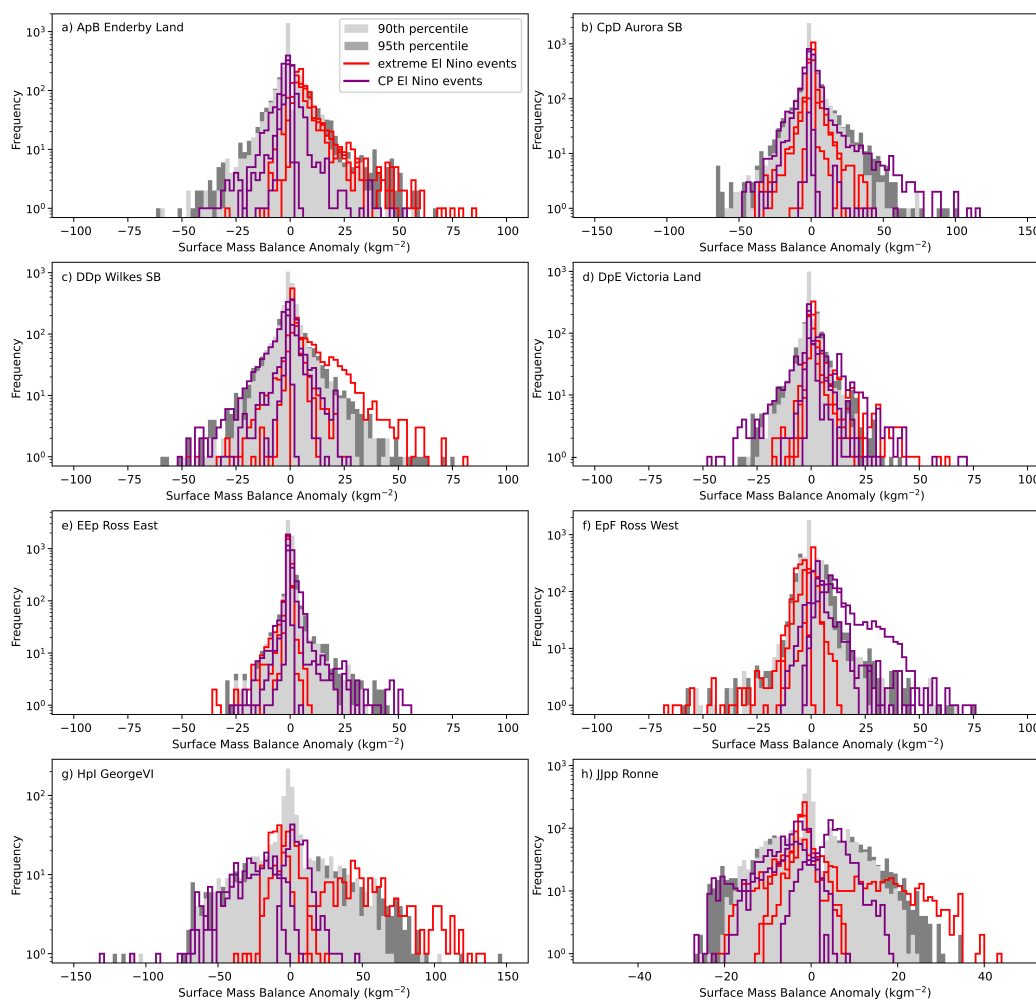 a) ApB Enderby Land
90th percentile
95th percentile
extreme El Nino events
CP El Nino events
Frequency
10³
10²
10¹
10⁰
−100 −75 −50 −25 0 25 50 75 100
Surface Mass Balance Anomaly (kgm⁻²)
b) CpD Aurora SB
Frequency
10³
10²
10¹
10⁰
−150 −100 −50 0 50 100 150
Surface Mass Balance Anomaly (kgm⁻²)
c) DDp Wilkes SB
Frequency
10³
10²
10¹
10⁰
−100 −75 −50 −25 0 25 50 75 100
Surface Mass Balance Anomaly (kgm⁻²)
d) DpE Victoria Land
Frequency
10³
10²
10¹
10⁰
−100 −75 −50 −25 0 25 50 75 100
Surface Mass Balance Anomaly (kgm⁻²)
e) EEp Ross East
Frequency
10³
10²
10¹
10⁰
−100 −75 −50 −25 0 25 50 75 100
Surface Mass Balance Anomaly (kgm⁻²)
f) EpF Ross West
Frequency
10³
10²
10¹
10⁰
−100 −75 −50 −25 0 25 50 75 100
Surface Mass Balance Anomaly (kgm⁻²)
g) HpI GeorgeVI
Frequency
10²
10¹
10⁰
−150 −100 −50 0 50 100 150
Surface Mass Balance Anomaly (kgm⁻²)
h) JJpp Ronne
Frequency
10³
10²
10¹
10⁰
−40 −20 0 20 40
Surface Mass Balance Anomaly (kgm⁻²)